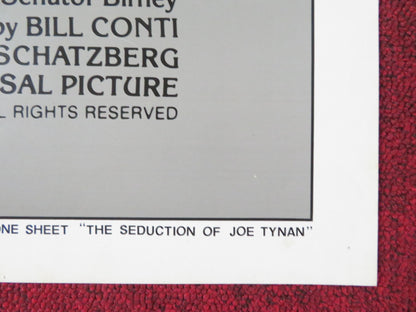 Senator Birney
by BILL CONTI
SCHATZBERG
SAL PICTURE
RIGHTS RESERVED
ONE SHEET "THE SEDUCTION OF JOE TYNAN"